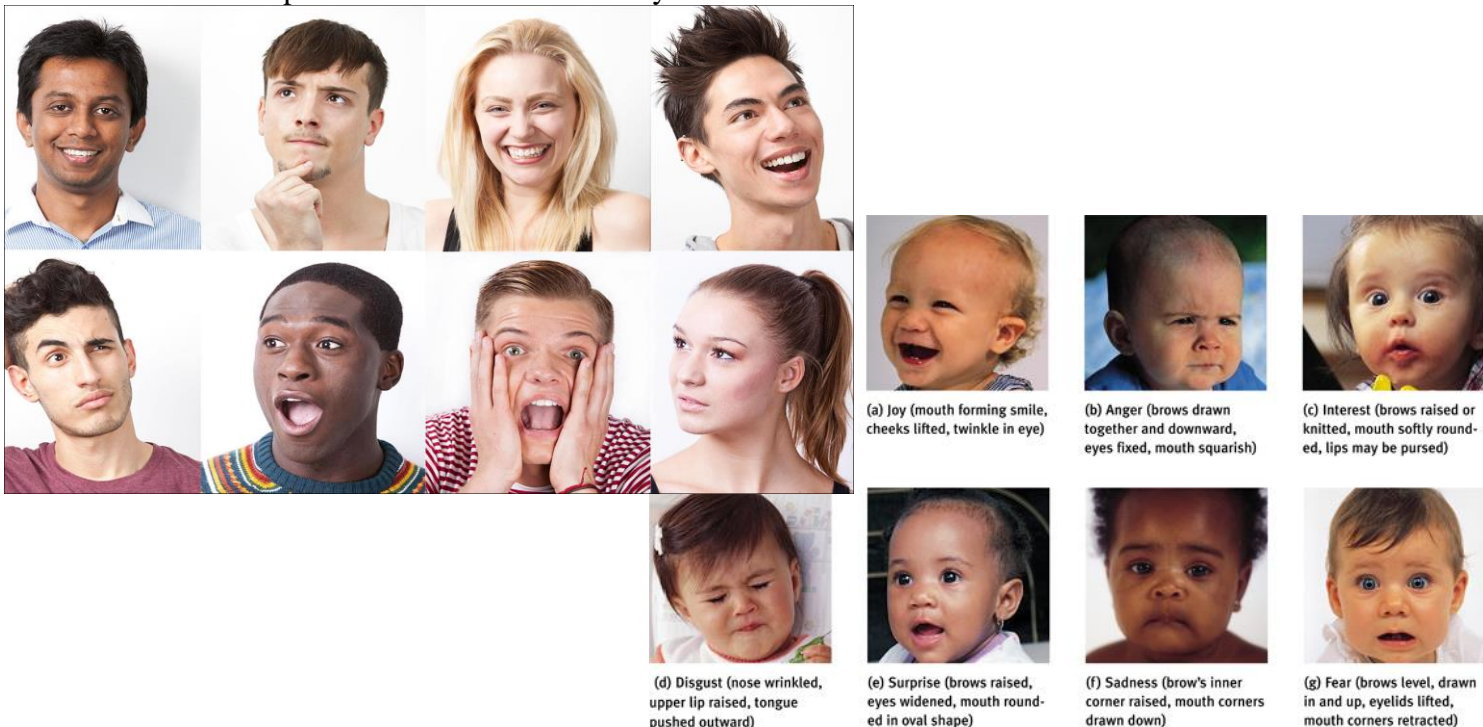 (a) Joy (mouth forming smile,
cheeks lifted, twinkle in eye)
(b) Anger (brows drawn
together and downward,
eyes fixed, mouth squarish)
(c) Interest (brows raised or
knitted, mouth softly round-
ed, lips may be pursed)
(d) Disgust (nose wrinkled,
upper lip raised, tongue
pushed outward)
(e) Surprise (brows raised,
eyes widened, mouth round-
ed in oval shape)
(f) Sadness (brow's inner
corner raised, mouth corners
drawn down)
(g) Fear (brows level, drawn
in and up, eyelids lifted,
mouth corners retracted)